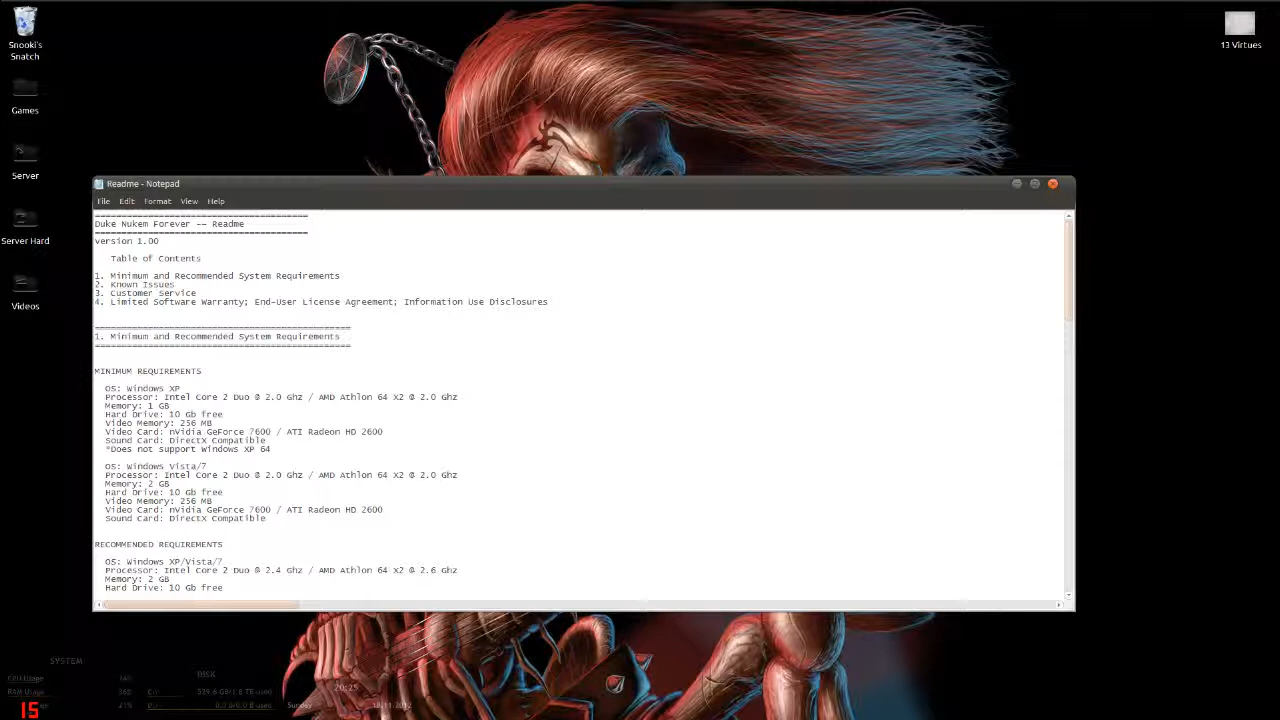 Snooki's
Snatch
Games
Server
Server Hard
Videos
13 Virtues
Readme - Notepad
File Edit Format View Help
========================================
Duke Nukem Forever -- Readme
========================================
version 1.00
Table of Contents
1. Minimum and Recommended System Requirements
2. Known Issues
3. Customer Service
4. Limited Software Warranty; End-User License Agreement; Information Use Disclosures
================================================
1. Minimum and Recommended System Requirements
================================================
MINIMUM REQUIREMENTS
OS: Windows XP
Processor: Intel Core 2 Duo @ 2.0 Ghz / AMD Athlon 64 X2 @ 2.0 Ghz
Memory: 1 GB
Hard Drive: 10 Gb free
Video Memory: 256 MB
Video Card: nVidia GeForce 7600 / ATI Radeon HD 2600
Sound Card: DirectX Compatible
*Does not support Windows XP 64
OS: Windows Vista/7
Processor: Intel Core 2 Duo @ 2.0 Ghz / AMD Athlon 64 X2 @ 2.0 Ghz
Memory: 2 GB
Hard Drive: 10 Gb free
Video Memory: 256 MB
Video Card: nVidia GeForce 7600 / ATI Radeon HD 2600
Sound Card: DirectX Compatible
RECOMMENDED REQUIREMENTS
OS: Windows XP/Vista/7
Processor: Intel Core 2 Duo @ 2.4 Ghz / AMD Athlon 64 X2 @ 2.6 Ghz
Memory: 2 GB
Hard Drive: 10 Gb free
SYSTEM
CPU Usage
RAM Usage
15
DISK
20:25
Sunday